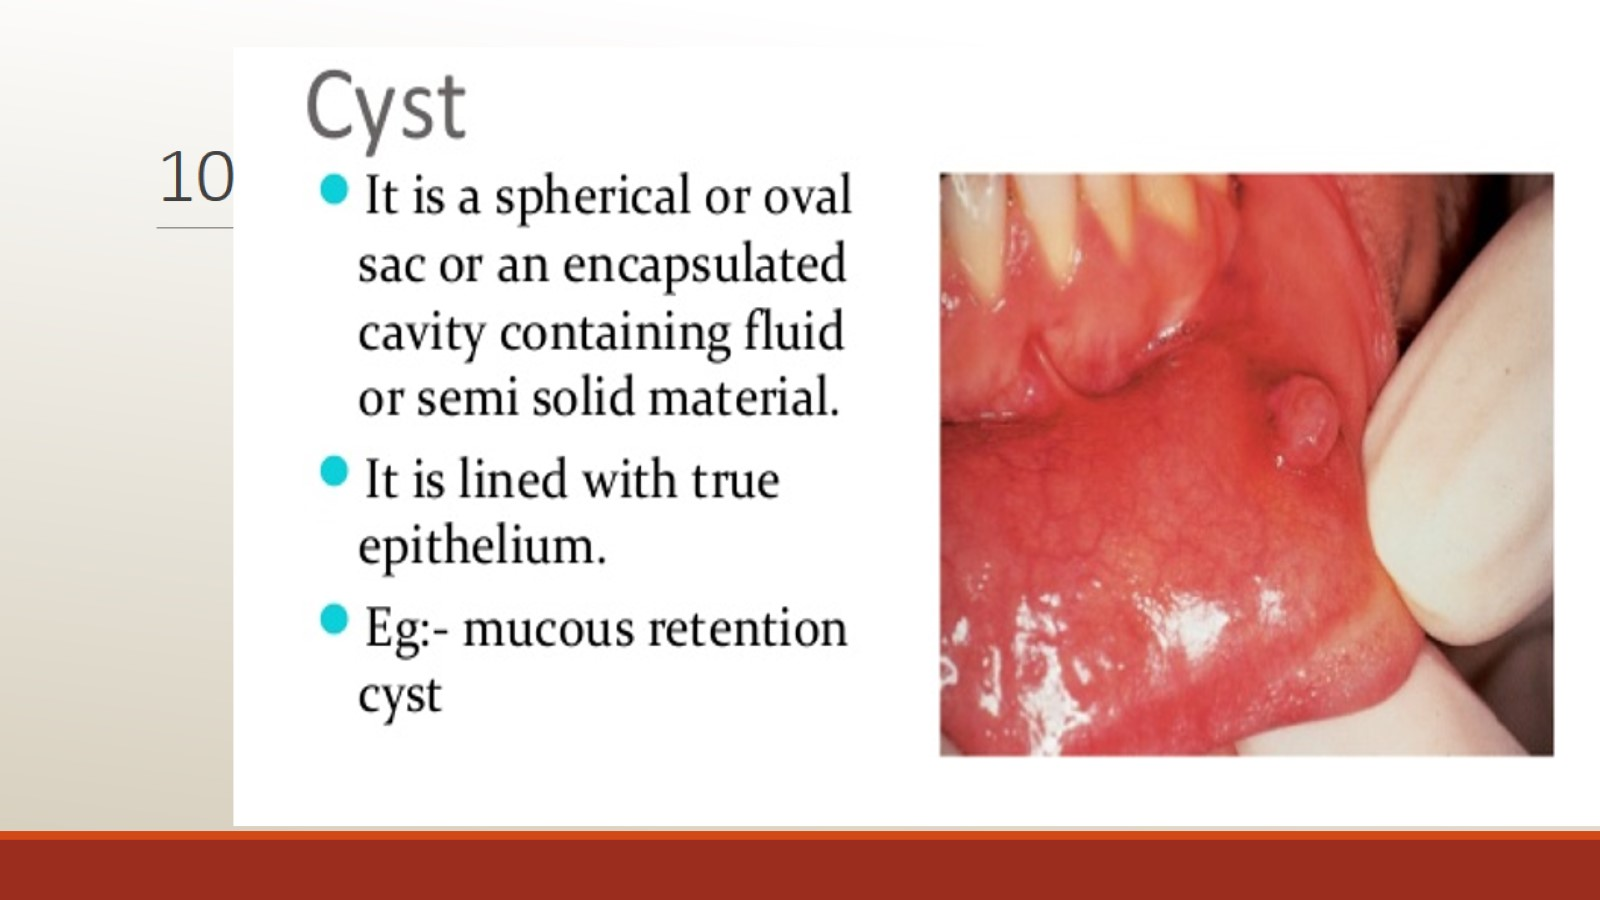 Cyst
10
It is a spherical or oval
sac or an encapsulated
cavity containing fluid
or semi solid material.
It is lined with true
epithelium.
Eg:- mucous retention
cyst